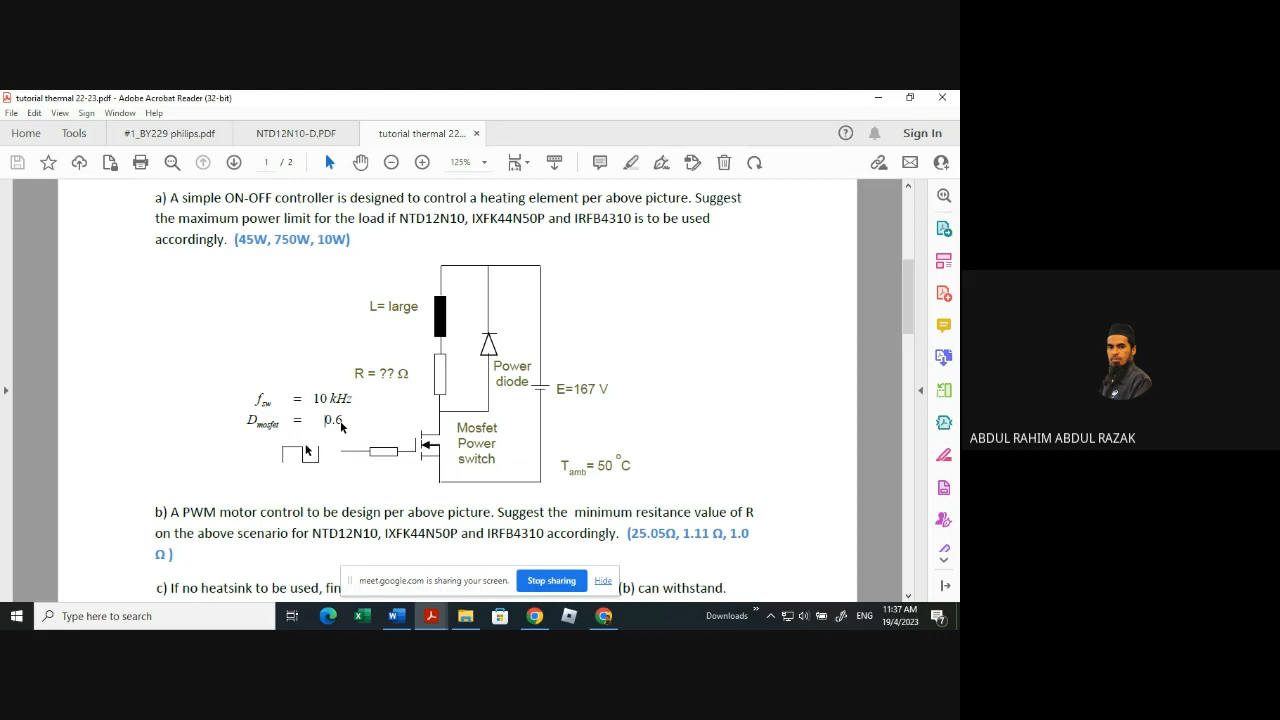 tutorial thermal 22-23.pdf - Adobe Acrobat Reader (32-bit)
File Edit View Sign Window Help
Home Tools #1_BY229 philips.pdf NTD12N10-D.PDF tutorial thermal 22... × Sign In
1 / 2 125%
a) A simple ON-OFF controller is designed to control a heating element per above picture. Suggest
the maximum power limit for the load if NTD12N10, IXFK44N50P and IRFB4310 is to be used
accordingly. (45W, 750W, 10W)
L= large
R = ?? Ω
Power
diode
E=167 V
f_sw = 10 kHz
D_mosfet = 0.6
Mosfet
Power
switch
T_amb = 50 °C
b) A PWM motor control to be design per above picture. Suggest the minimum resitance value of R
on the above scenario for NTD12N10, IXFK44N50P and IRFB4310 accordingly. (25.05Ω, 1.11 Ω, 1.0
Ω )
c) If no heatsink to be used, fin
(b) can withstand.
meet.google.com is sharing your screen. Stop sharing Hide
ABDUL RAHIM ABDUL RAZAK
Type here to search
Downloads » ENG
11:37 AM
19/4/2023
7